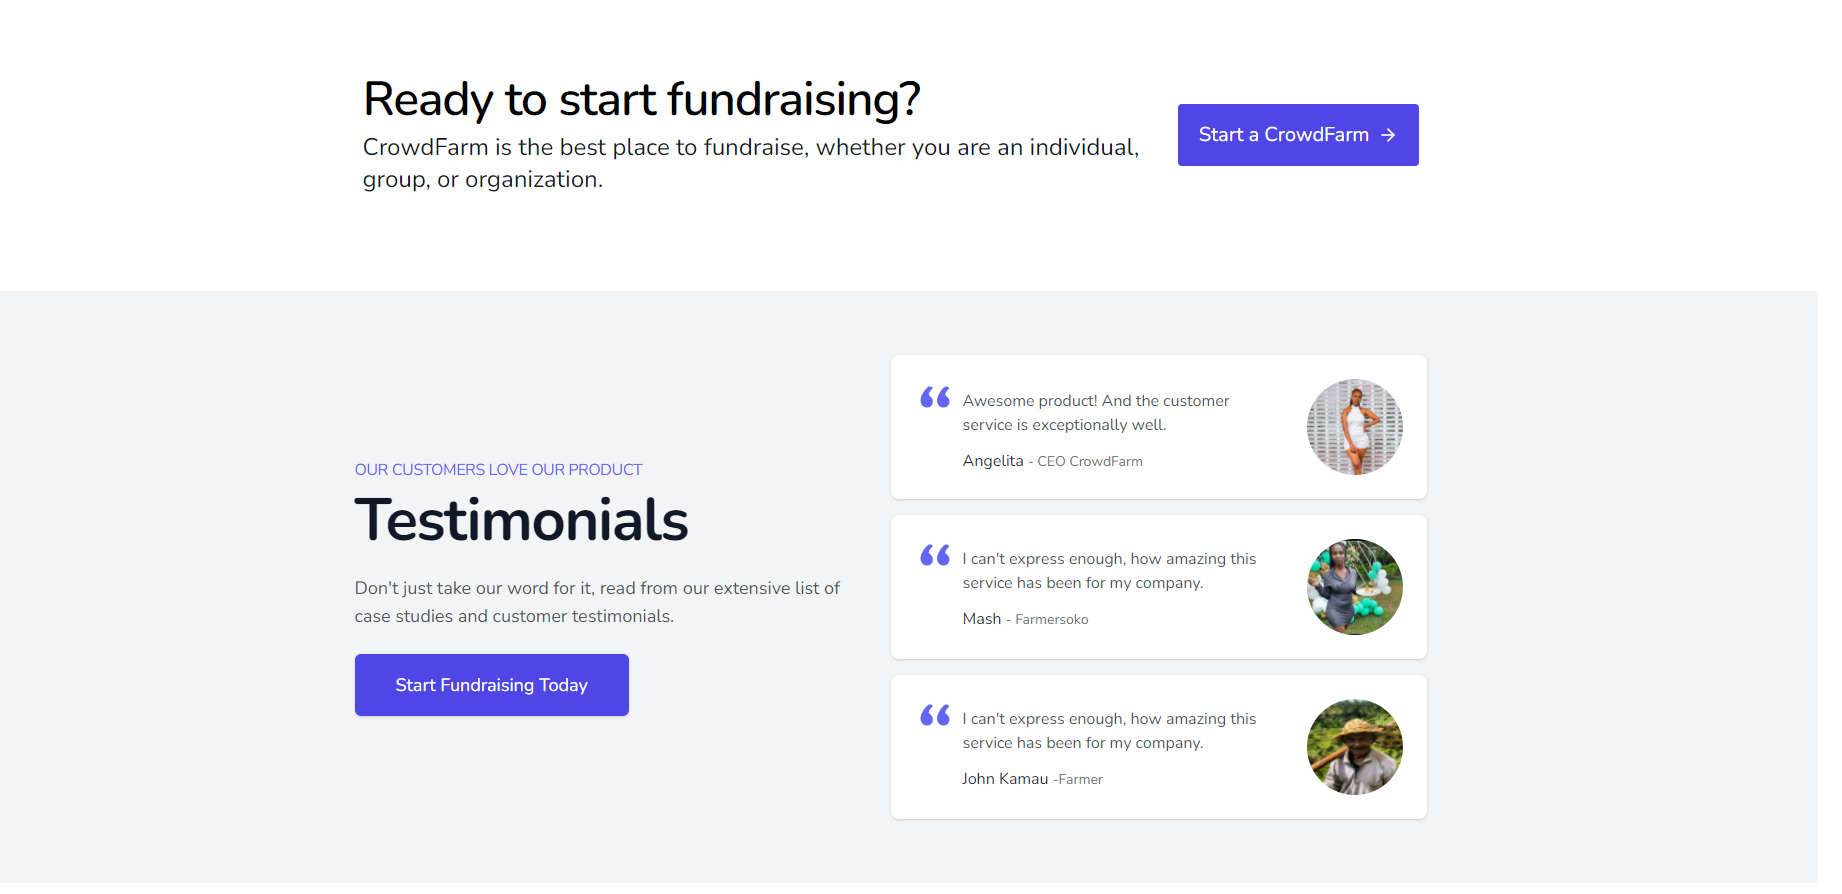 Ready to start fundraising?
CrowdFarm is the best place to fundraise, whether you are an individual,
group, or organization.
Start a CrowdFarm →
OUR CUSTOMERS LOVE OUR PRODUCT
Testimonials
Don't just take our word for it, read from our extensive list of
case studies and customer testimonials.
Start Fundraising Today
Awesome product! And the customer
service is exceptionally well.
Angelita - CEO CrowdFarm
I can't express enough, how amazing this
service has been for my company.
Mash - Farmersoko
I can't express enough, how amazing this
service has been for my company.
John Kamau -Farmer